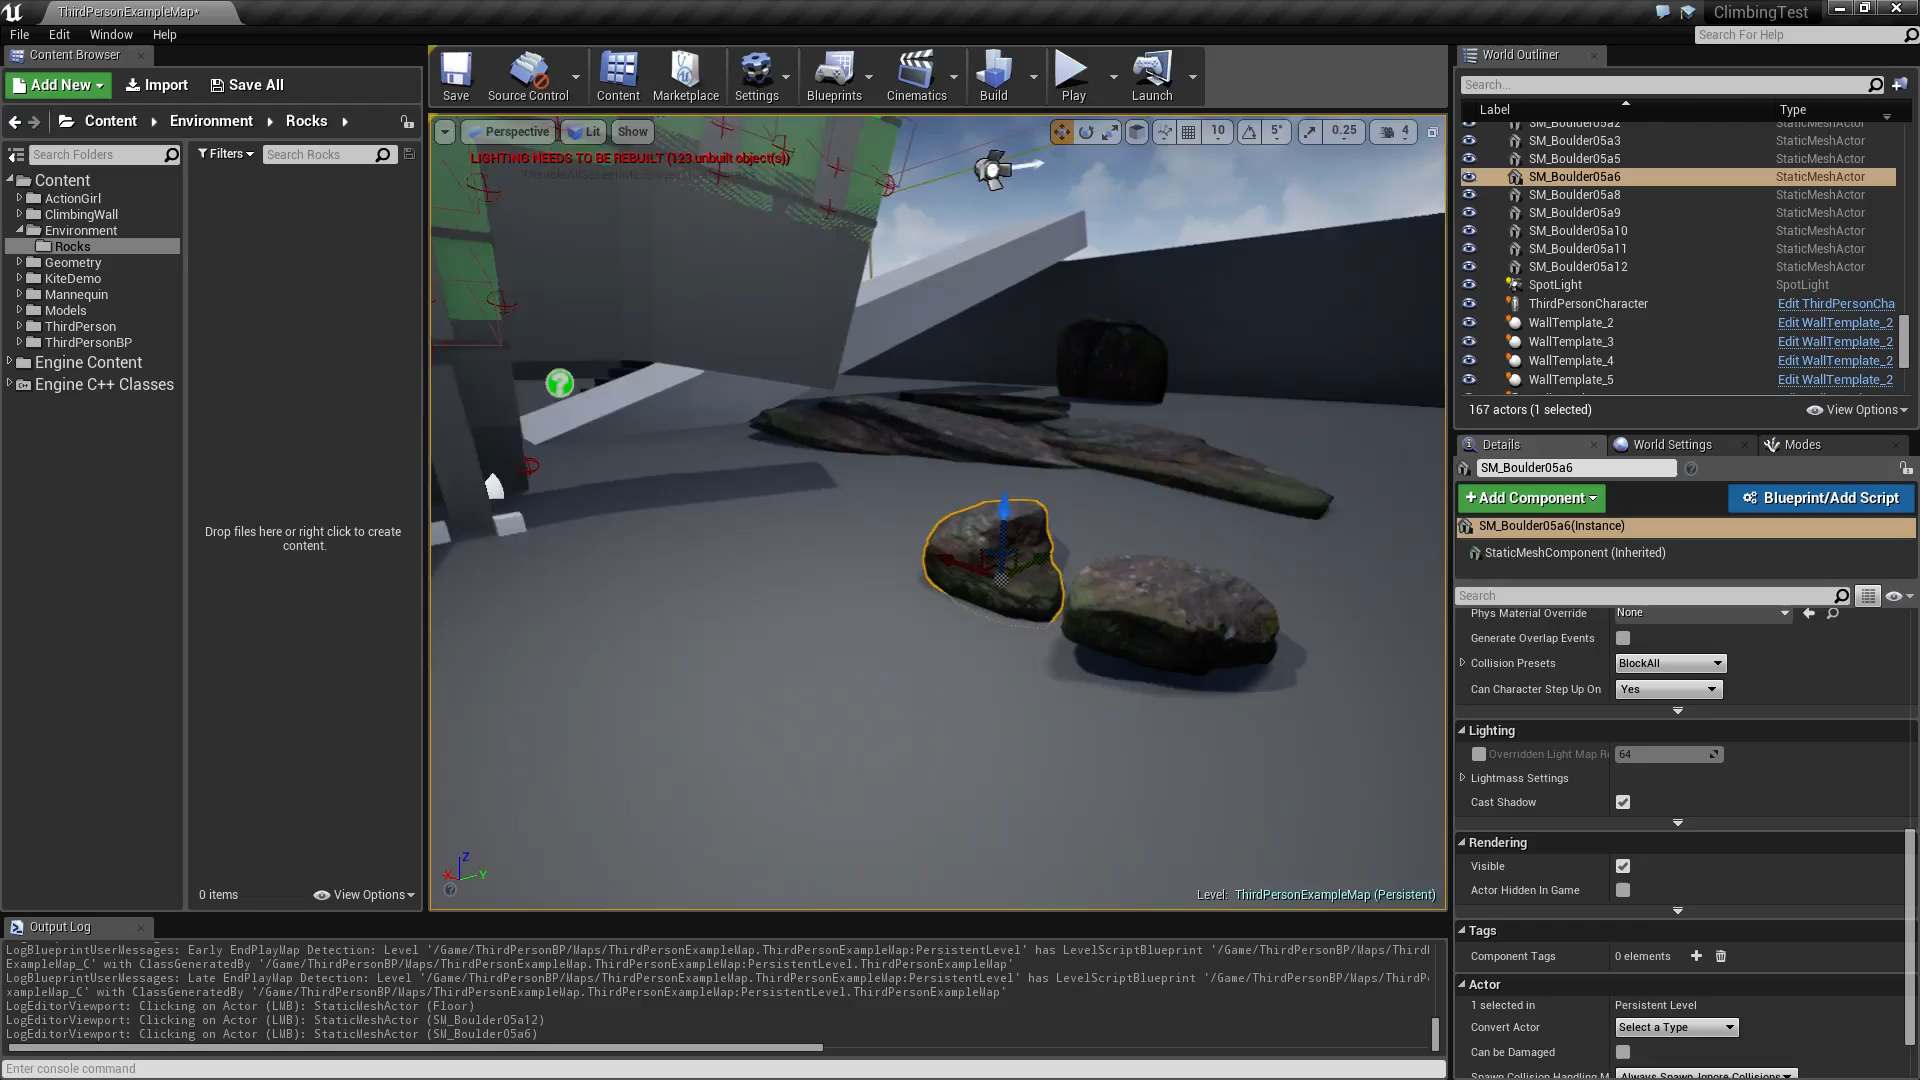 ThirdPersonExampleMap*
ClimbingTest
File Edit Window Help
Search For Help
Content Browser
Add New Import Save All
Content Environment Rocks
Search Folders
Filters Search Rocks
Content
ActionGirl
ClimbingWall
Environment
Rocks
Geometry
KiteDemo
Mannequin
Models
ThirdPerson
ThirdPersonBP
Engine Content
Engine C++ Classes
Drop files here or right click to create
content.
0 items View Options
Save Source Control Content Marketplace Settings Blueprints Cinematics Build Play Launch
Perspective Lit Show 10 5° 0.25 4
LIGHTING NEEDS TO BE REBUILT (123 unbuilt object(s))
Z
X Y
Level: ThirdPersonExampleMap (Persistent)
World Outliner
Search...
Label Type
SM_Boulder05a2 StaticMeshActor
SM_Boulder05a3 StaticMeshActor
SM_Boulder05a5 StaticMeshActor
SM_Boulder05a6 StaticMeshActor
SM_Boulder05a8 StaticMeshActor
SM_Boulder05a9 StaticMeshActor
SM_Boulder05a10 StaticMeshActor
SM_Boulder05a11 StaticMeshActor
SM_Boulder05a12 StaticMeshActor
SpotLight SpotLight
ThirdPersonCharacter Edit ThirdPersonCha
WallTemplate_2 Edit WallTemplate_2
WallTemplate_3 Edit WallTemplate_2
WallTemplate_4 Edit WallTemplate_2
WallTemplate_5 Edit WallTemplate_2
167 actors (1 selected) View Options
Details World Settings Modes
SM_Boulder05a6
+Add Component Blueprint/Add Script
SM_Boulder05a6(Instance)
StaticMeshComponent (Inherited)
Search
Phys Material Override None
Generate Overlap Events
Collision Presets BlockAll
Can Character Step Up On Yes
Lighting
Overridden Light Map R 64
Lightmass Settings
Cast Shadow
Rendering
Visible
Actor Hidden In Game
Tags
Component Tags 0 elements
Actor
1 selected in Persistent Level
Convert Actor Select a Type
Can be Damaged
Spawn Collision Handling M Always Spawn, Ignore Collisions
Output Log
LogBlueprintUserMessages: Early EndPlayMap Detection: Level '/Game/ThirdPersonBP/Maps/ThirdPersonExampleMap.ThirdPersonExampleMap:PersistentLevel' has LevelScriptBlueprint '/Game/ThirdPersonBP/Maps/Third
ExampleMap_C' with ClassGeneratedBy '/Game/ThirdPersonBP/Maps/ThirdPersonExampleMap.ThirdPersonExampleMap:PersistentLevel.ThirdPersonExampleMap'
LogBlueprintUserMessages: Late EndPlayMap Detection: Level '/Game/ThirdPersonBP/Maps/ThirdPersonExampleMap.ThirdPersonExampleMap:PersistentLevel' has LevelScriptBlueprint '/Game/ThirdPersonBP/Maps/ThirdP
xampleMap_C' with ClassGeneratedBy '/Game/ThirdPersonBP/Maps/ThirdPersonExampleMap.ThirdPersonExampleMap:PersistentLevel.ThirdPersonExampleMap'
LogEditorViewport: Clicking on Actor (LMB): StaticMeshActor (Floor)
LogEditorViewport: Clicking on Actor (LMB): StaticMeshActor (SM_Boulder05a12)
LogEditorViewport: Clicking on Actor (LMB): StaticMeshActor (SM_Boulder05a6)
Enter console command